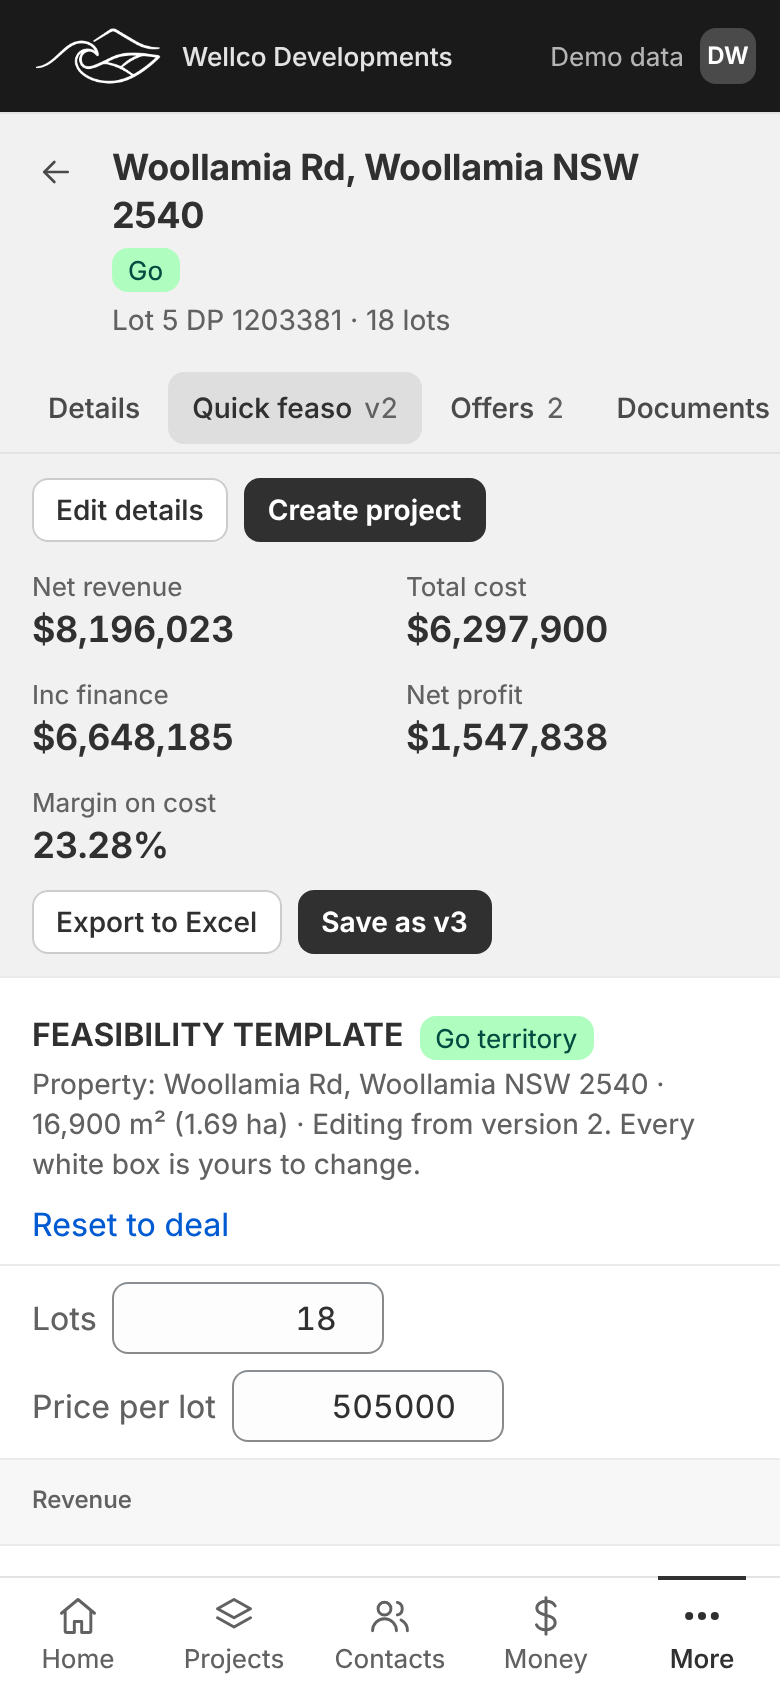 Wellco Developments
Demo data
DW
Woollamia Rd, Woollamia NSW
2540
Go
Lot 5 DP 1203381 · 18 lots
Details
Quick feaso v2
Offers 2
Documents
Edit details
Create project
Net revenue
$8,196,023
Total cost
$6,297,900
Inc finance
$6,648,185
Net profit
$1,547,838
Margin on cost
23.28%
Export to Excel
Save as v3
FEASIBILITY TEMPLATE
Go territory
Property: Woollamia Rd, Woollamia NSW 2540 ·
16,900 m² (1.69 ha) · Editing from version 2. Every
white box is yours to change.
Reset to deal
Lots 18
Price per lot 505000
Revenue
Home
Projects
Contacts
Money
More